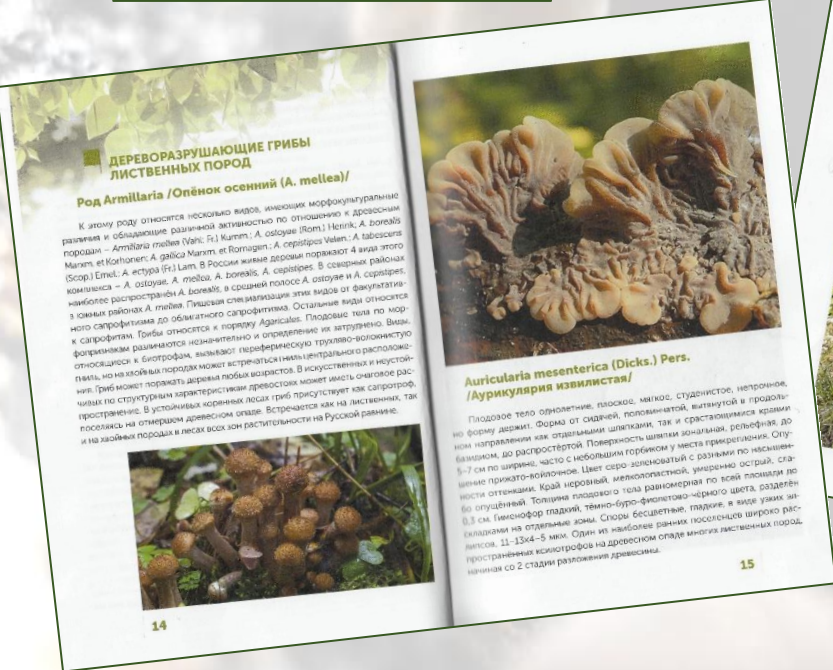 ДЕРЕВОРАЗРУШАЮЩИЕ ГРИБЫ
ЛИСТВЕННЫХ ПОРОД
Род Armillaria /Опёнок осенний (A. mellea)/
К этому роду относятся несколько видов, имеющих морфокультуральные
различия и обладающие различной активностью по отношению к древесным
породам – Armillaria mellea (Vahl; Fr.) Kumm.; A. ostoyae (Rom.) Herink; A. borealis
Marxm. et Korhonen; A. gallica Marxm. et Romagen.; A. cepistipes Velen.; A. tabescens
(Scop.) Emel.; A. ectypa (Fr.) Lam. В России живые деревья поражают 4 вида этого
комплекса – A. ostoyae, A. mellea, A. borealis, A. cepistipes. В северных районах
наиболее распространён A. borealis, в средней полосе A. ostoyae и A. cepistipes,
в южных районах A. mellea. Пищевая специализация этих видов от факультатив-
ного сапрофитизма до облигатного сапрофитизма. Остальные виды относятся
к сапрофитам. Грибы относятся к порядку Agaricales. Плодовые тела по мор-
фопризнакам различаются незначительно и определение их затруднено. Виды,
относящиеся к биотрофам, вызывают переферическую трухляво-волокнистую
гниль, но на хвойных породах может встречаться гниль центрального расположе-
ния. Гриб может поражать деревья любых возрастов. В искусственных и неустой-
чивых по структурным характеристикам древостоях может иметь очаговое рас-
пространение. В устойчивых коренных лесах гриб присутствует как сапротроф,
поселяясь на отмершем древесном опаде. Встречается как на лиственных, так
и на хвойных породах в лесах всех зон растительности на Русской равнине.
14
Auricularia mesenterica (Dicks.) Pers.
/Аурикулярия извилистая/
Плодовое тело однолетние, плоское, мягкое, студенистое, непрочное,
но форму держит. Форма от сидячей, половинчатой, вытянутой в продоль-
ном направлении как отдельными шляпками, так и срастающимися краями
базидиом, до распростёртой. Поверхность шляпки зональная, рельефная, до
5–7 см по ширине, часто с небольшим горбиком у места прикрепления. Опу-
шение прижато-войлочное. Цвет серо-зеленоватый с разными по насыщен-
ности оттенками. Край неровный, мелколопастной, умеренно острый, сла-
бо опущённый. Толщина плодового тела равномерная по всей площади до
0,3 см. Гименофор гладкий, тёмно-буро-фиолетово-чёрного цвета, разделён
складками на отдельные зоны. Споры бесцветные, гладкие, в виде узких эл-
липсов, 11–13x4–5 мкм. Один из наиболее ранних поселенцев широко рас-
пространённых ксилотрофов на древесном опаде многих лиственных пород,
начиная со 2 стадии разложения древесины.
15